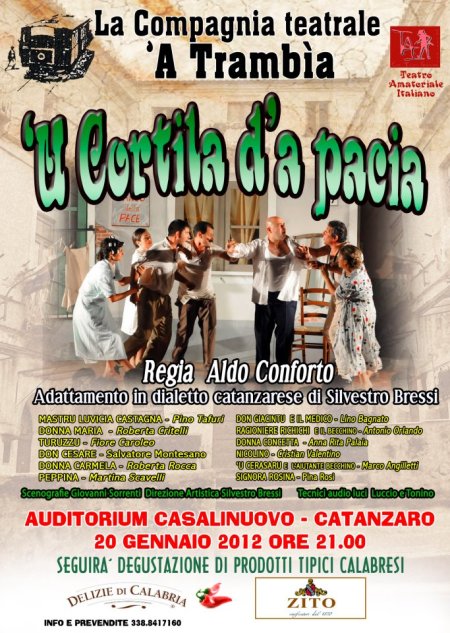 La Compagnia teatrale
'A Trambìa
Teatro
Amatoriale
Italiano
'U Cortila d'a pacia
PACE
Regia Aldo Conforto
Adattamento in dialetto catanzarese di Silvestro Bressi
MASTRU LUVICIA CASTAGNA - Pino Tafuri
DONNA MARIA - Roberta Critelli
TURUZZU - Fiore Caroleo
DON CESARE - Salvatore Montesano
DONNA CARMELA - Roberta Rocca
PEPPINA - Martina Scavelli
DON GIACINTU E IL MEDICO - Lino Bagnato
RAGIONIERE RICHICHI E IL BECCHINO - Antonio Orlando
DONNA CONCETTA - Anna Rita Palaia
NICOLINO - Cristian Valentino
'U CERASARU E L'AIUTANTE BECCHINO - Marco Angilletti
SIGNORA ROSINA - Pina Rosi
Scenografie Giovanni Sorrenti Direzione Artistica Silvestro Bressi Tecnici audio luci Luccio e Tonino
AUDITORIUM CASALINUOVO - CATANZARO
20 GENNAIO 2012 ORE 21.00
SEGUIRA' DEGUSTAZIONE DI PRODOTTI TIPICI CALABRESI
DELIZIE DI CALABRIA
ZITO
INFO E PREVENDITE 338.8417160